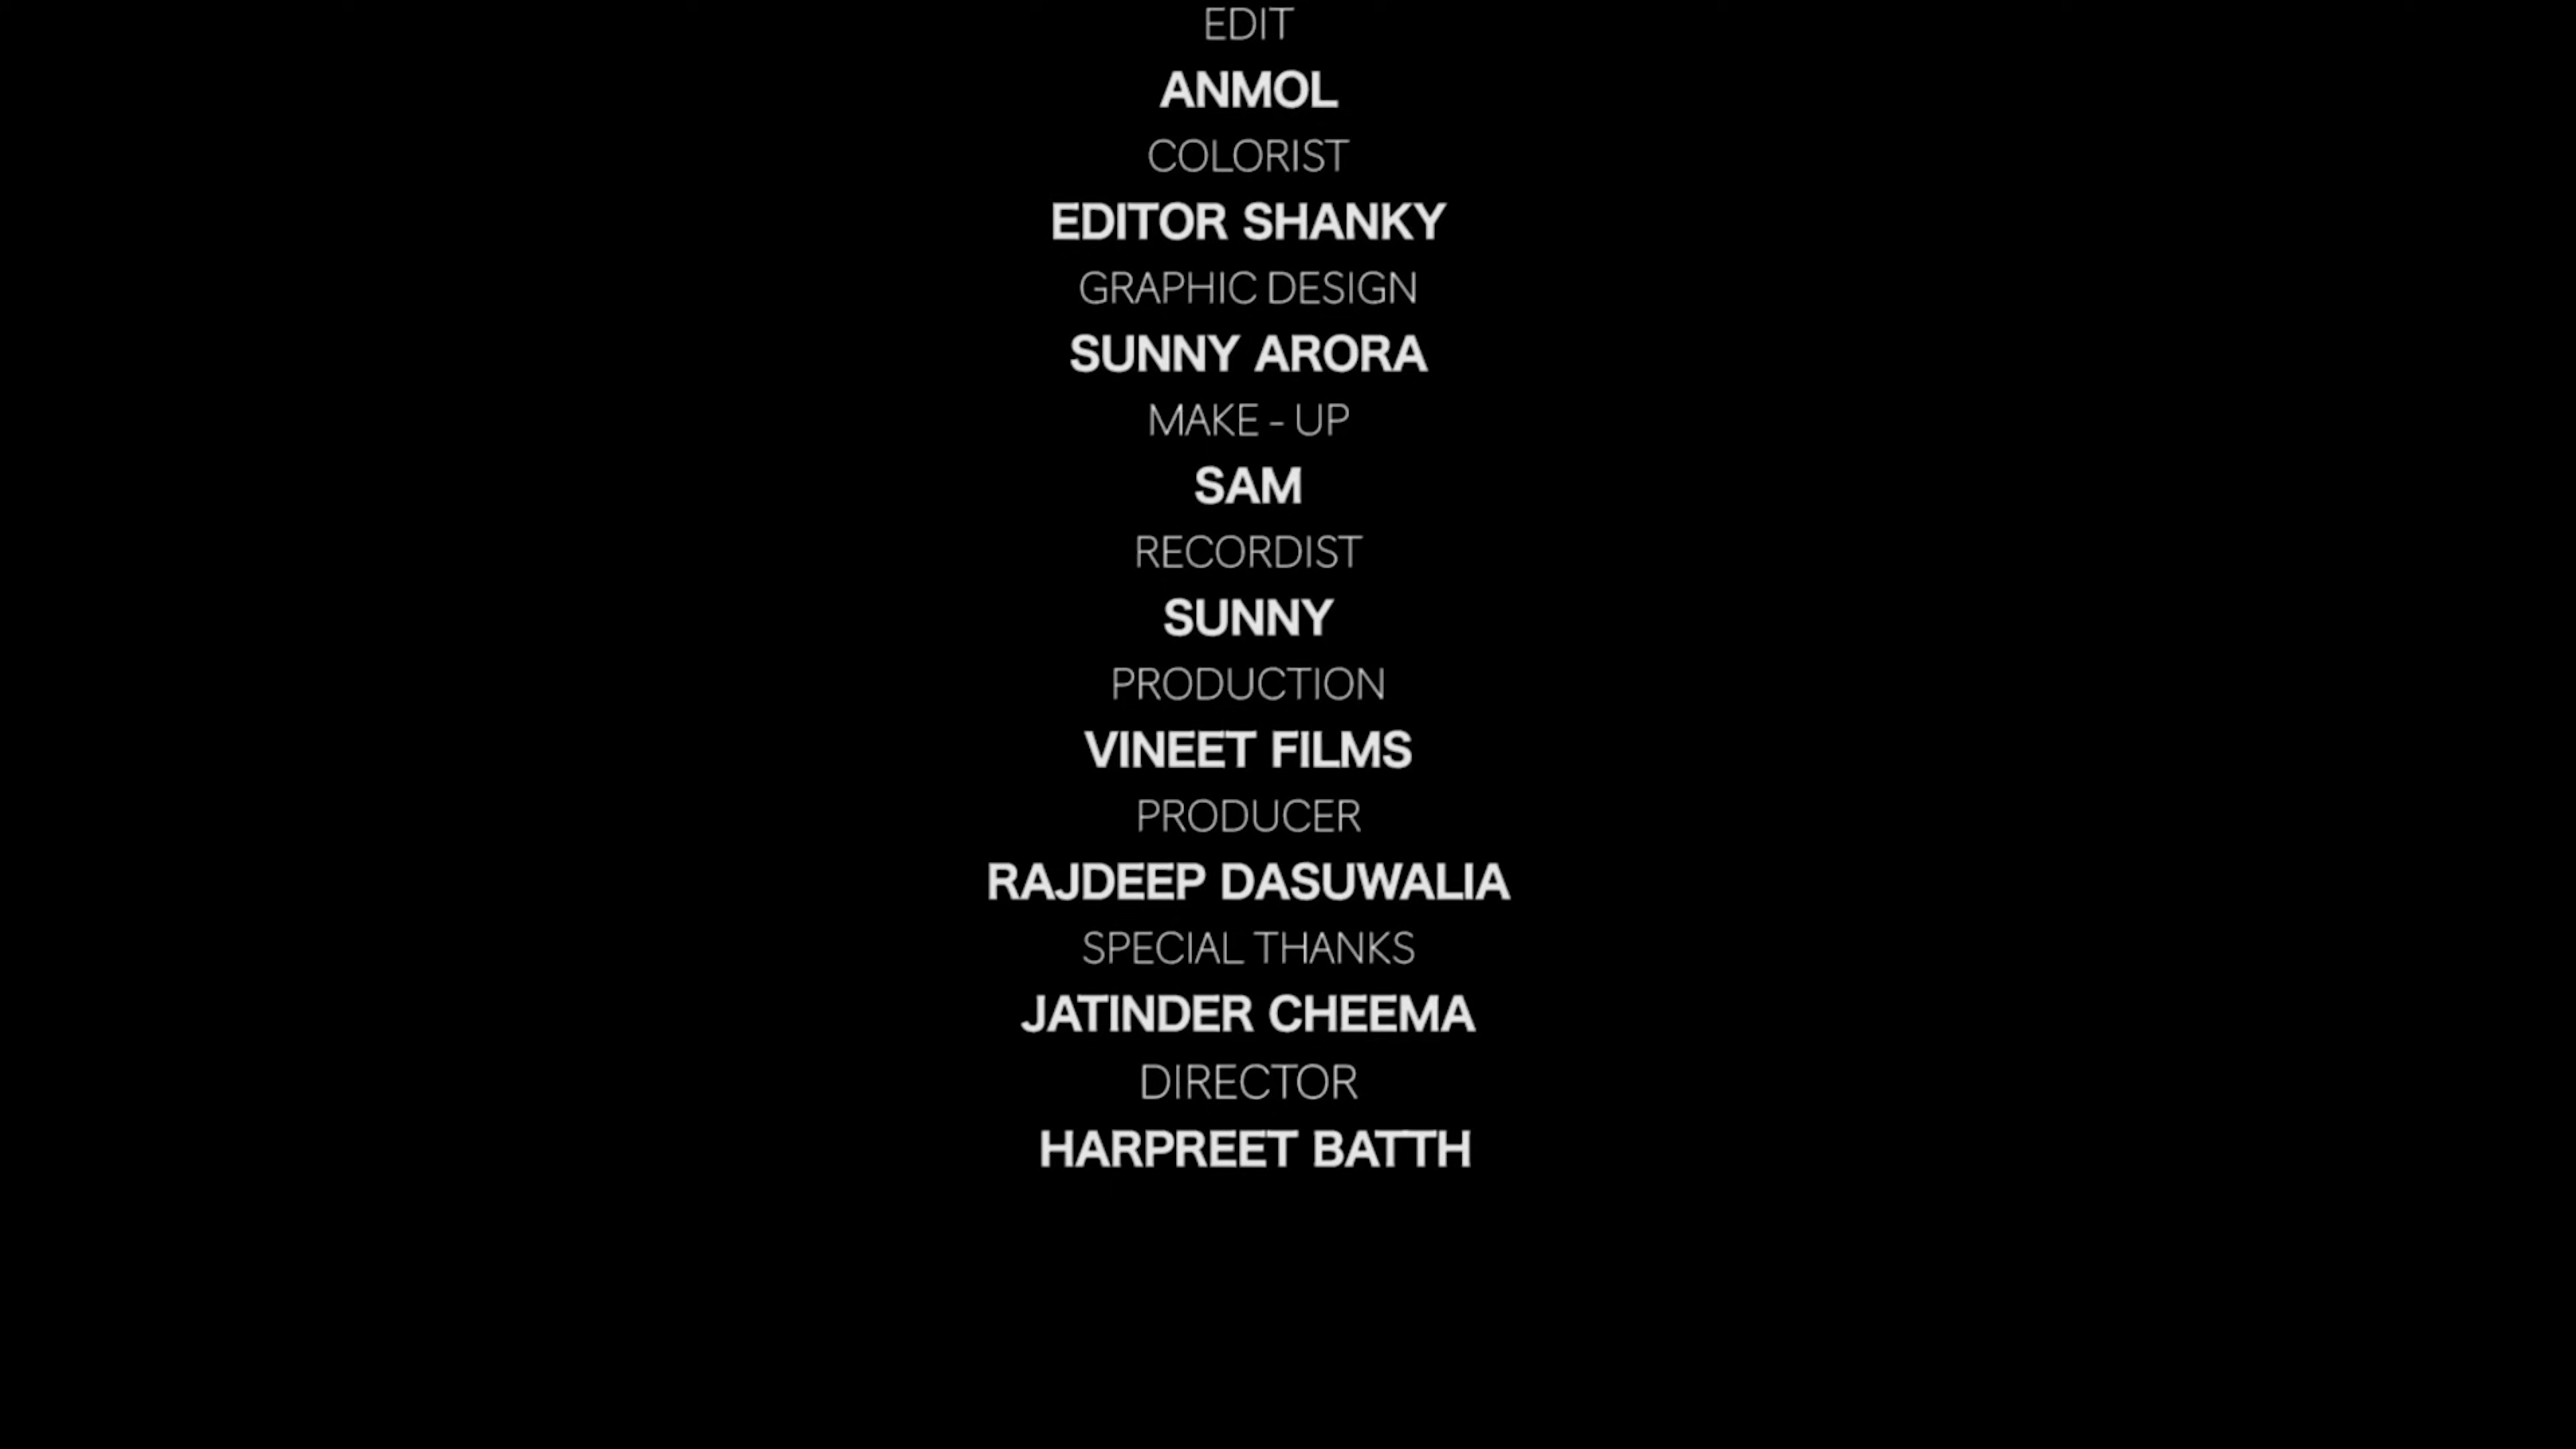 EDIT
ANMOL
COLORIST
EDITOR SHANKY
GRAPHIC DESIGN
SUNNY ARORA
MAKE - UP
SAM
RECORDIST
SUNNY
PRODUCTION
VINEET FILMS
PRODUCER
RAJDEEP DASUWALIA
SPECIAL THANKS
JATINDER CHEEMA
DIRECTOR
HARPREET BATTH